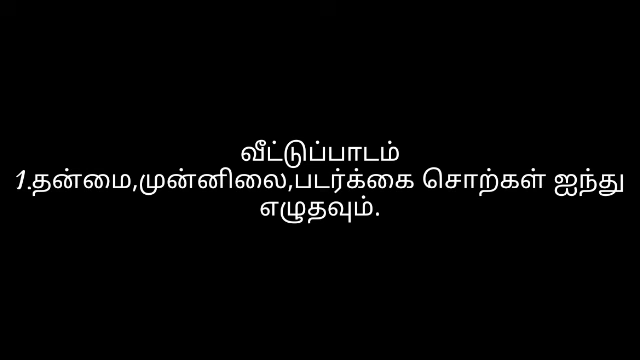 வீட்டுப்பாடம்
1.தன்மை,முன்னிலை,படர்க்கை சொற்கள் ஐந்து
எழுதவும்.